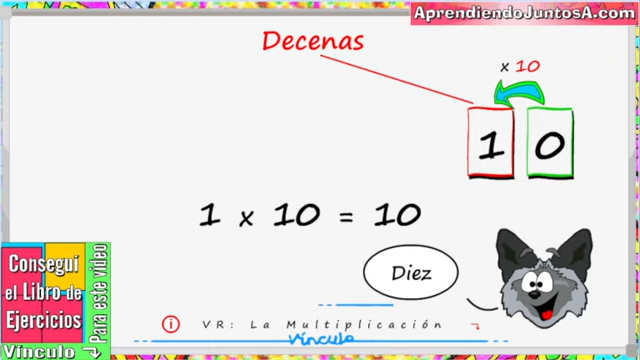 AprendiendoJuntosA.com
Decenas
x 10
1 0
1 x 10 = 10
Diez
Conseguí
el Libro de
Ejercicios
Vínculo
Para este video
VR: La Multiplicación
vínculo